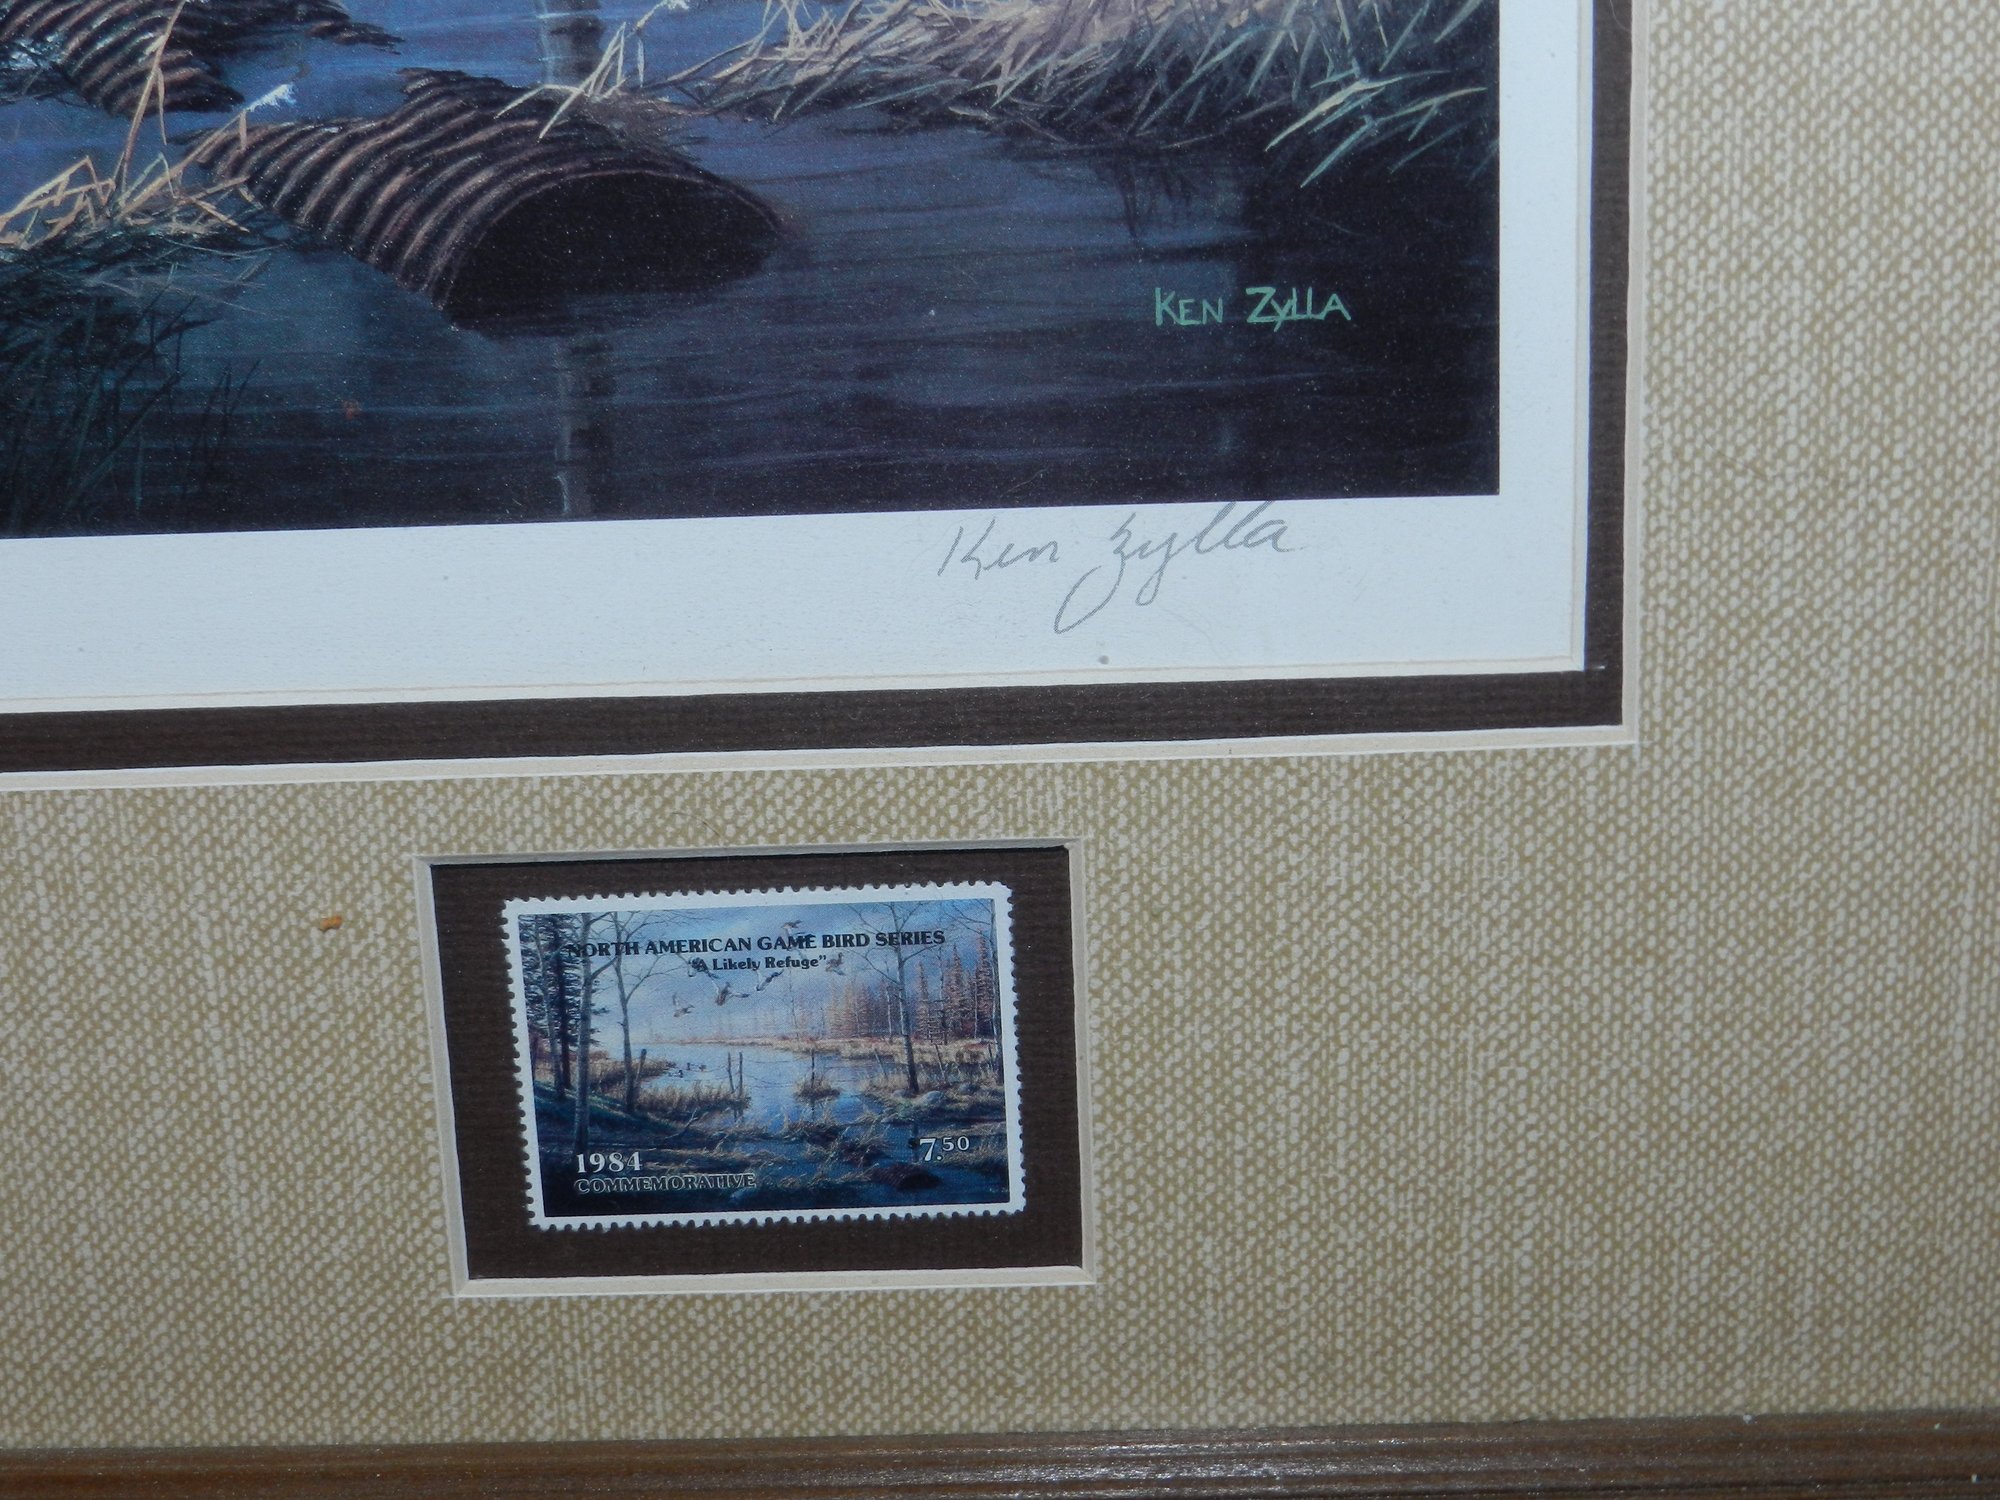 KEN ZYLLA
Ken Zylla
NORTH AMERICAN GAME BIRD SERIES
"A Likely Refuge"
$7.50
1984
COMMEMORATIVE